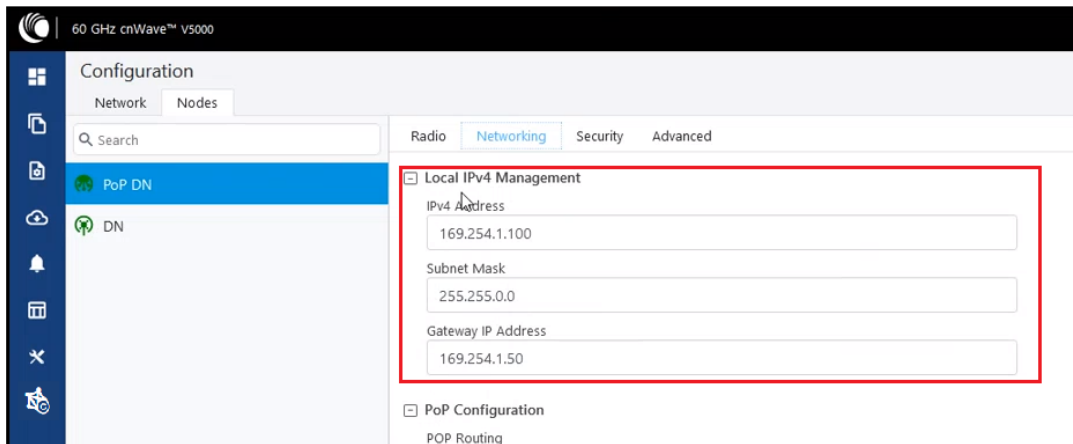 60 GHz cnWave™ V5000
Configuration
Network Nodes
Search
Radio Networking Security Advanced
PoP DN
DN
Local IPv4 Management
IPv4 Address
169.254.1.100
Subnet Mask
255.255.0.0
Gateway IP Address
169.254.1.50
PoP Configuration
POP Routing